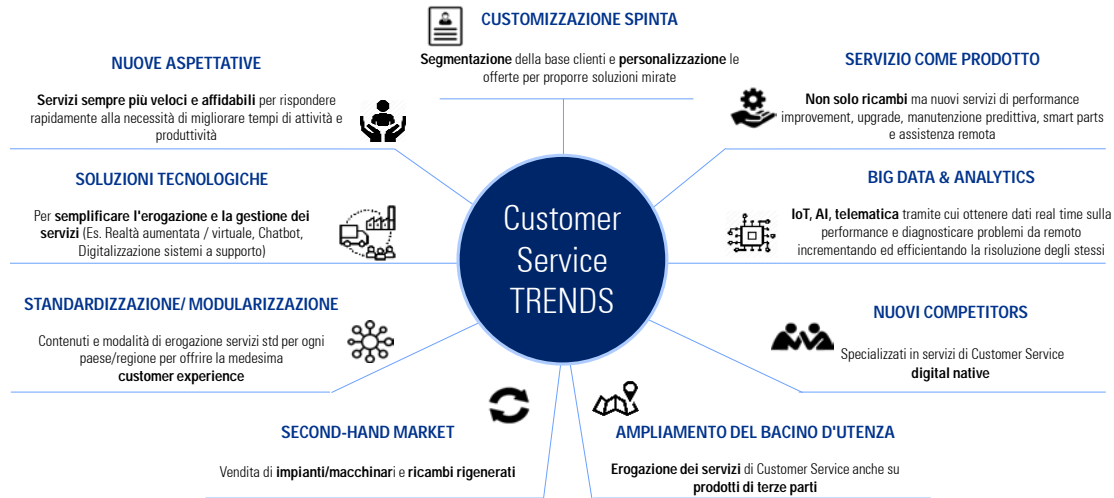 CUSTOMIZZAZIONE SPINTA
Segmentazione della base clienti e personalizzazione le
offerte per proporre soluzioni mirate
NUOVE ASPETTATIVE
Servizi sempre più veloci e affidabili per rispondere
rapidamente alla necessità di migliorare tempi di attività e
produttività
SERVIZIO COME PRODOTTO
Non solo ricambi ma nuovi servizi di performance
improvement, upgrade, manutenzione predittiva, smart parts
e assistenza remota
SOLUZIONI TECNOLOGICHE
Per semplificare l'erogazione e la gestione dei
servizi (Es. Realtà aumentata / virtuale, Chatbot,
Digitalizzazione sistemi a supporto)
BIG DATA & ANALYTICS
IoT, AI, telematica tramite cui ottenere dati real time sulla
performance e diagnosticare problemi da remoto
incrementando ed efficientando la risoluzione degli stessi
Customer
Service
TRENDS
STANDARDIZZAZIONE/ MODULARIZZAZIONE
Contenuti e modalità di erogazione servizi std per ogni
paese/regione per offrire la medesima
customer experience
NUOVI COMPETITORS
Specializzati in servizi di Customer Service
digital native
SECOND-HAND MARKET
Vendita di impianti/macchinari e ricambi rigenerati
AMPLIAMENTO DEL BACINO D'UTENZA
Erogazione dei servizi di Customer Service anche su
prodotti di terze parti